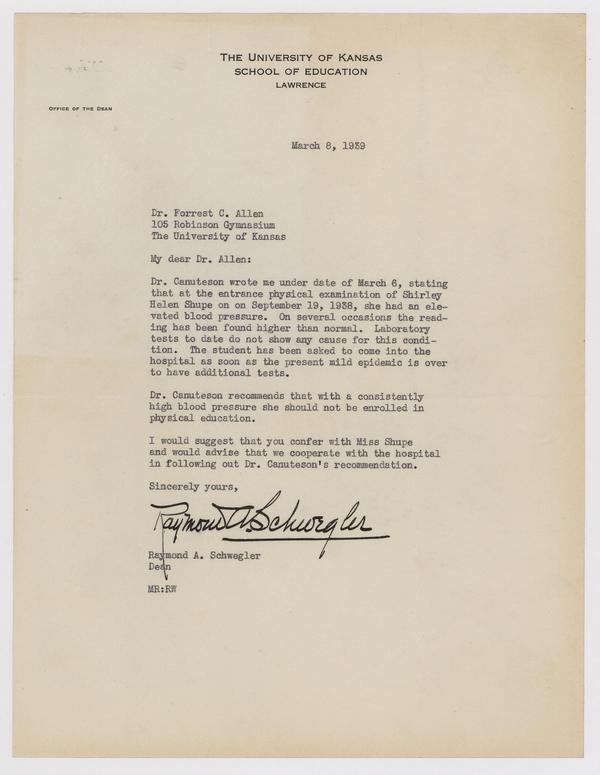 THE UNIVERSITY OF KANSAS
SCHOOL OF EDUCATION
LAWRENCE
OFFICE OF THE DEAN
March 8, 1939
Dr. Forrest C. Allen
105 Robinson Gymnasium
The University of Kansas
My dear Dr. Allen:
Dr. Canuteson wrote me under date of March 6, stating
that at the entrance physical examination of Shirley
Helen Shupe on on September 19, 1938, she had an ele-
vated blood pressure. On several occasions the read-
ing has been found higher than normal. Laboratory
tests to date do not show any cause for this condi-
tion. The student has been asked to come into the
hospital as soon as the present mild epidemic is over
to have additional tests.
Dr. Canuteson recommends that with a consistently
high blood pressure she should not be enrolled in
physical education.
I would suggest that you confer with Miss Shupe
and would advise that we cooperate with the hospital
in following out Dr. Canuteson's recommendation.
Sincerely yours,
Raymond A Schwegler
Raymond A. Schwegler
Dean
MR:RW